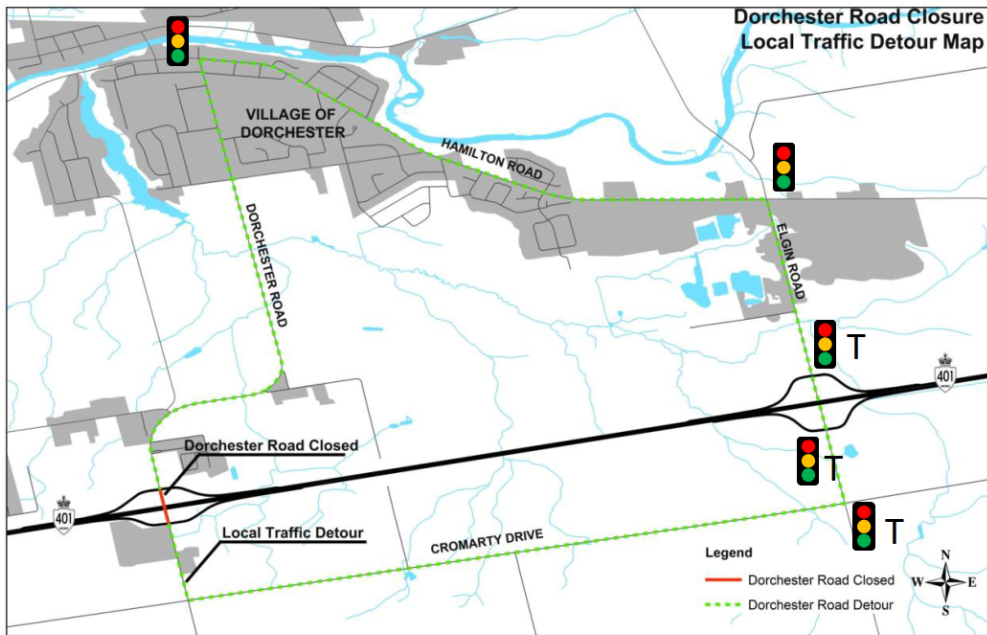 Dorchester Road Closure
Local Traffic Detour Map
VILLAGE OF
DORCHESTER
HAMILTON ROAD
DORCHESTER ROAD
ELGIN ROAD
T
401
Dorchester Road Closed
T
401
Local Traffic Detour
CROMARTY DRIVE
T
Legend
Dorchester Road Closed
Dorchester Road Detour
N
W E
S